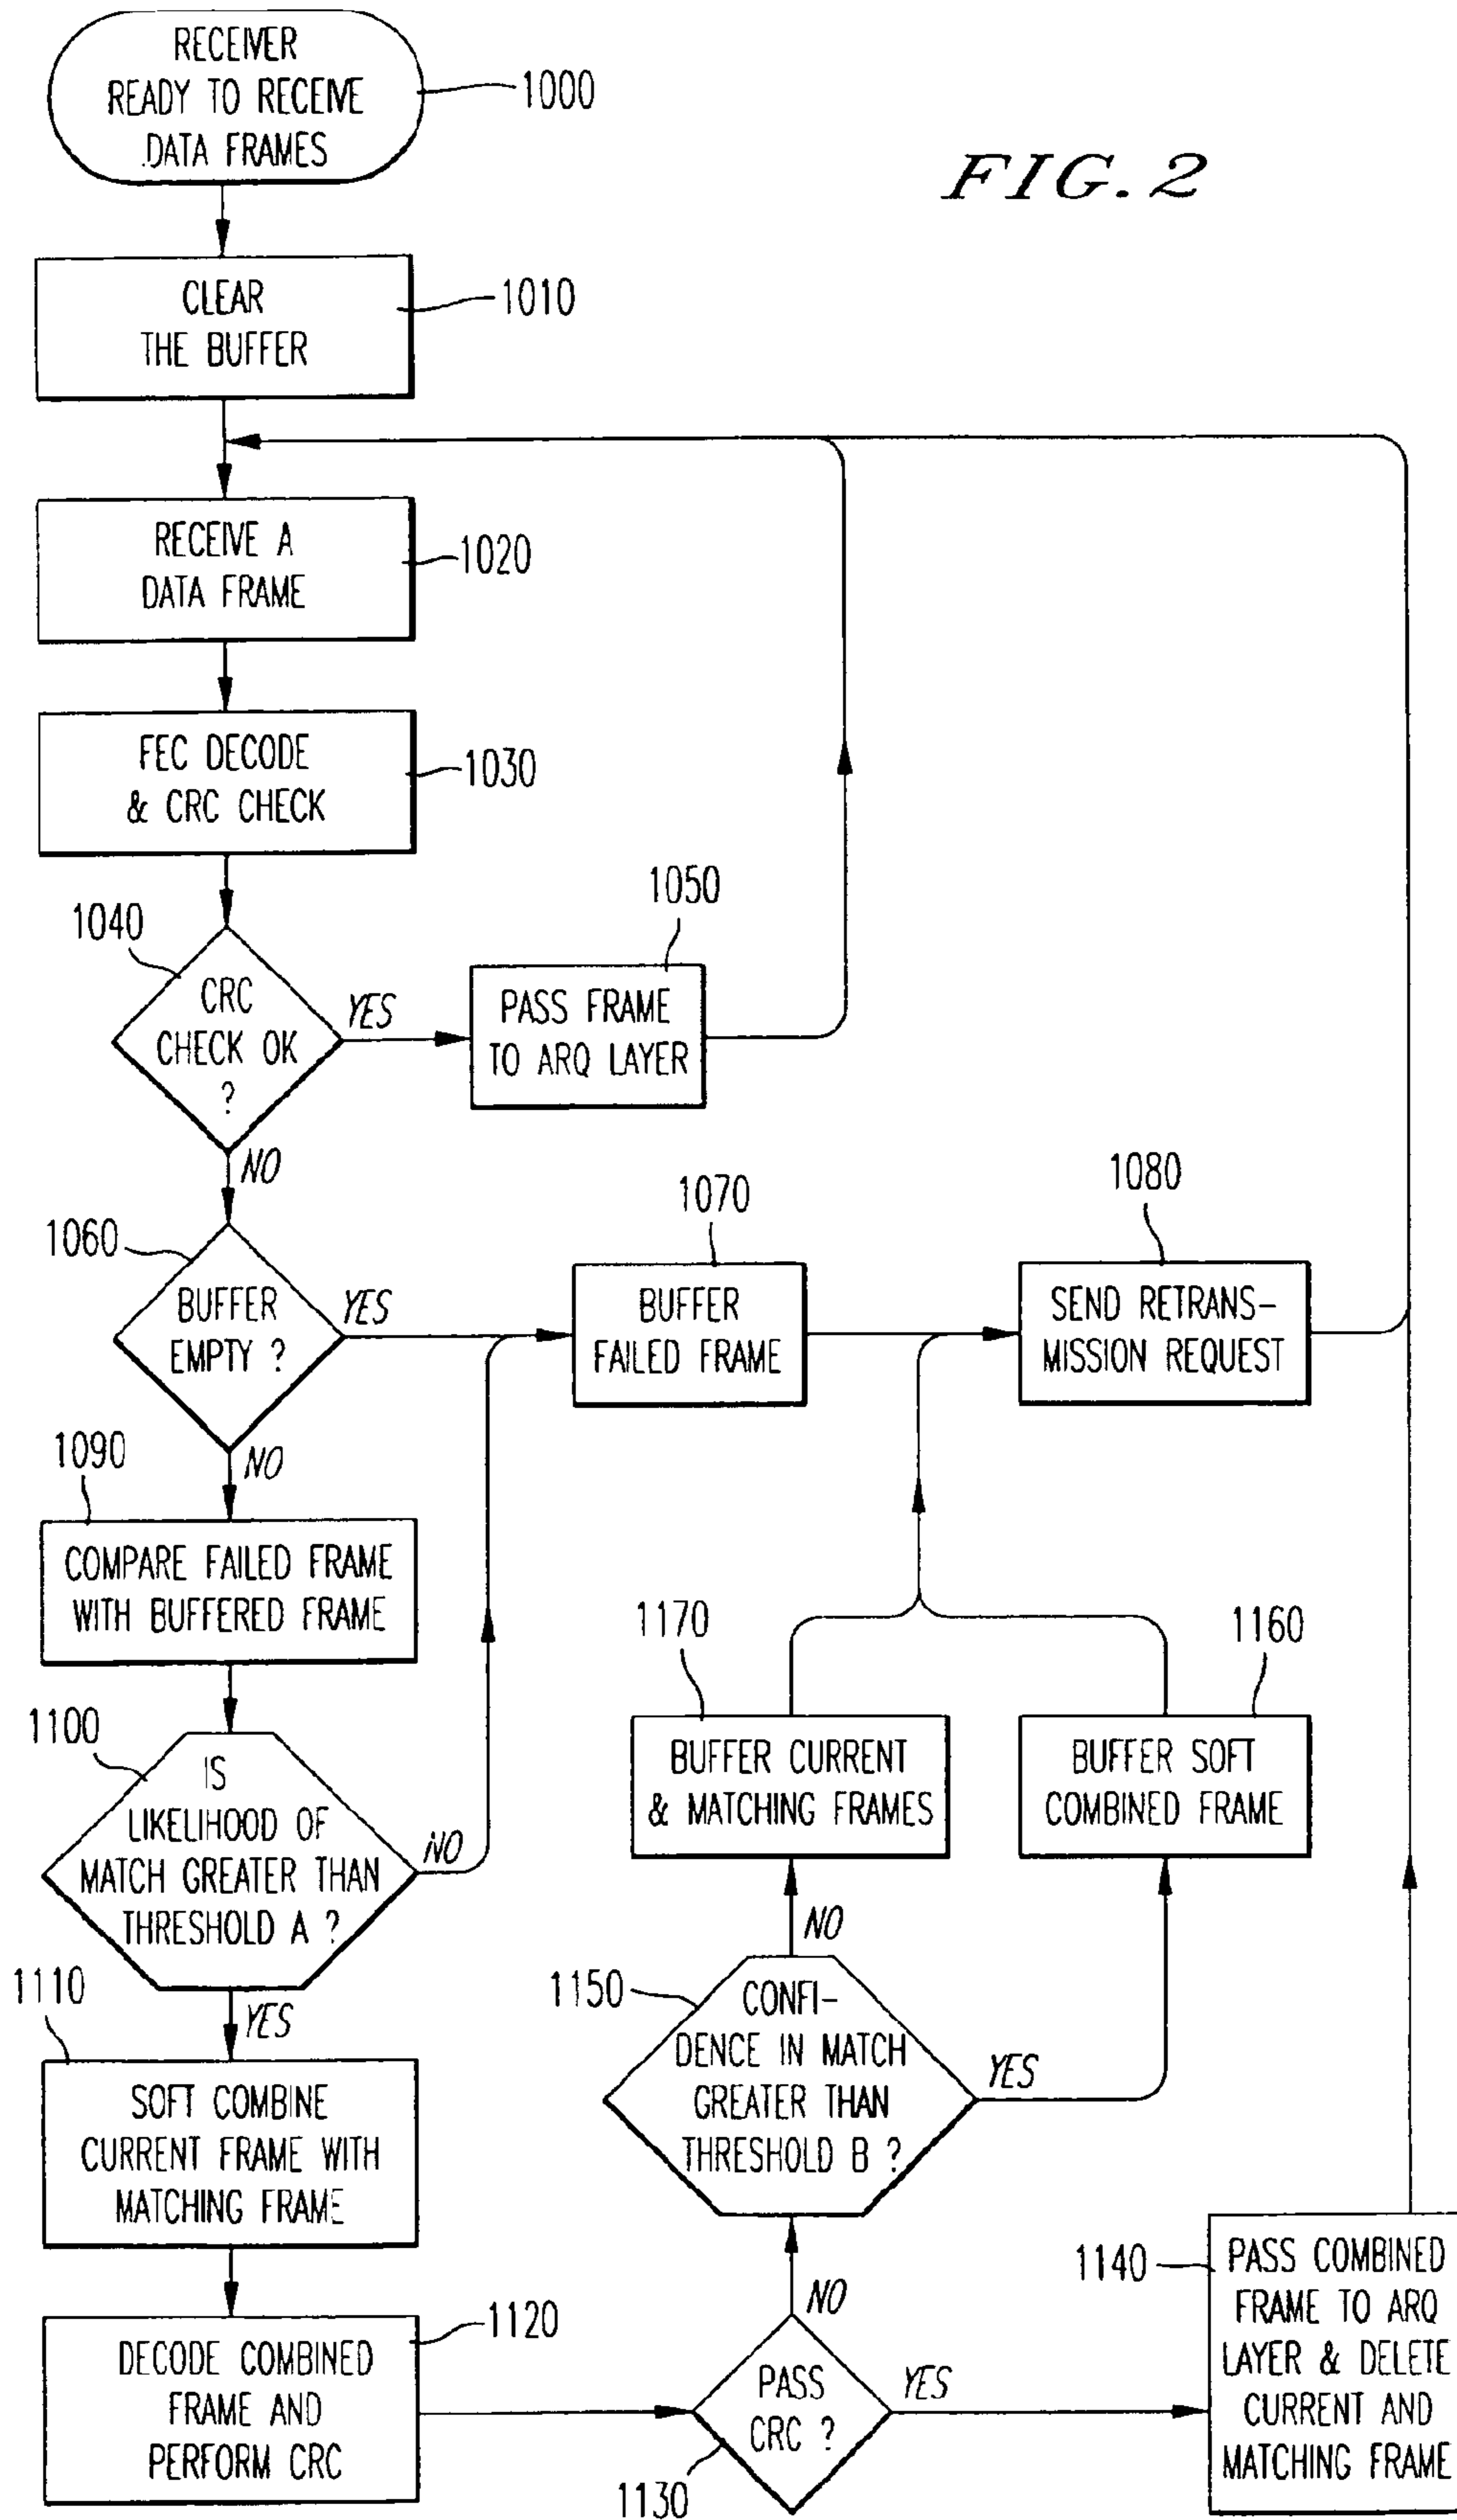 RECEIVER
READY TO RECEIVE
DATA FRAMES
1000
FIG. 2
CLEAR
THE BUFFER
1010
RECEIVE A
DATA FRAME
1020
FEC DECODE
& CRC CHECK
1030
1040
CRC
CHECK OK
?
YES
NO
1050
PASS FRAME
TO ARQ LAYER
1060
BUFFER
EMPTY ?
YES
NO
1070
BUFFER
FAILED FRAME
1080
SEND RETRANS-
MISSION REQUEST
1090
COMPARE FAILED FRAME
WITH BUFFERED FRAME
1100
IS
LIKELIHOOD OF
MATCH GREATER THAN
THRESHOLD A ?
NO
YES
1110
SOFT COMBINE
CURRENT FRAME WITH
MATCHING FRAME
1120
DECODE COMBINED
FRAME AND
PERFORM CRC
1170
BUFFER CURRENT
& MATCHING FRAMES
1160
BUFFER SOFT
COMBINED FRAME
NO
1150
CONFI-
DENCE IN MATCH
GREATER THAN
THRESHOLD B ?
YES
NO
PASS
CRC ?
YES
1130
1140
PASS COMBINED
FRAME TO ARQ
LAYER & DELETE
CURRENT AND
MATCHING FRAME